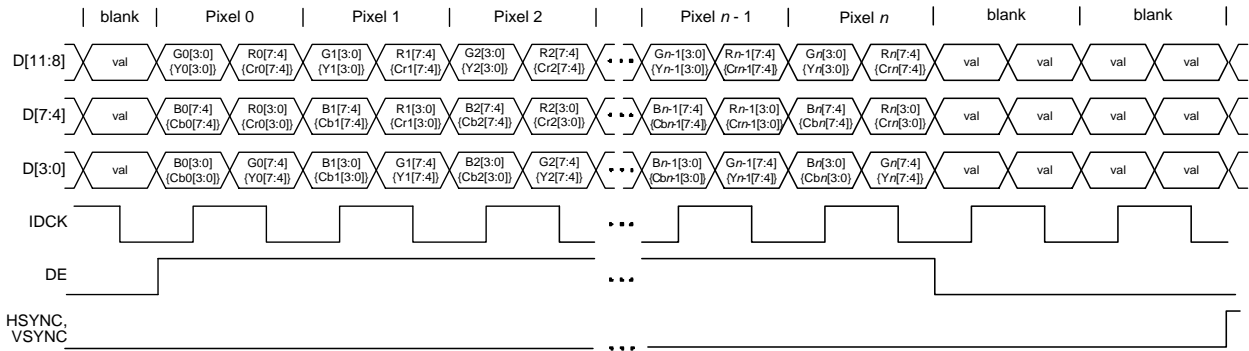 blank Pixel 0 Pixel 1 Pixel 2 Pixel n - 1 Pixel n blank blank
D[11:8] val G0[3:0] R0[7:4] G1[3:0] R1[7:4] G2[3:0] R2[7:4] Gn-1[3:0] Rn-1[7:4] Gn[3:0] Rn[7:4] val val val val
{Y0[3:0]} {Cr0[7:4]} {Y1[3:0]} {Cr1[7:4]} {Y2[3:0]} {Cr2[7:4]} {Yn-1[3:0]} {Crn-1[7:4]} {Yn[3:0]} {Crn[7:4]}
D[7:4] val B0[7:4] R0[3:0] B1[7:4] R1[3:0] B2[7:4] R2[3:0] Bn-1[7:4] Rn-1[3:0] Bn[7:4] Rn[3:0] val val val val
{Cb0[7:4]} {Cr0[3:0]} {Cb1[7:4]} {Cr1[3:0]} {Cb2[7:4]} {Cr2[3:0]} {Cbn-1[7:4]} {Crn-1[3:0]} {Cbn[7:4]} {Crn[3:0]}
D[3:0] val B0[3:0] G0[7:4] B1[3:0] G1[7:4] B2[3:0] G2[7:4] Bn-1[3:0] Gn-1[7:4] Bn[3:0] Gn[7:4] val val val val
{Cb0[3:0]} {Y0[7:4]} {Cb1[3:0]} {Y1[7:4]} {Cb2[3:0]} {Y2[7:4]} {Cbn-1[3:0]} {Yn-1[7:4]} {Cbn[3:0} {Yn[7:4]}
IDCK
DE
HSYNC,
VSYNC